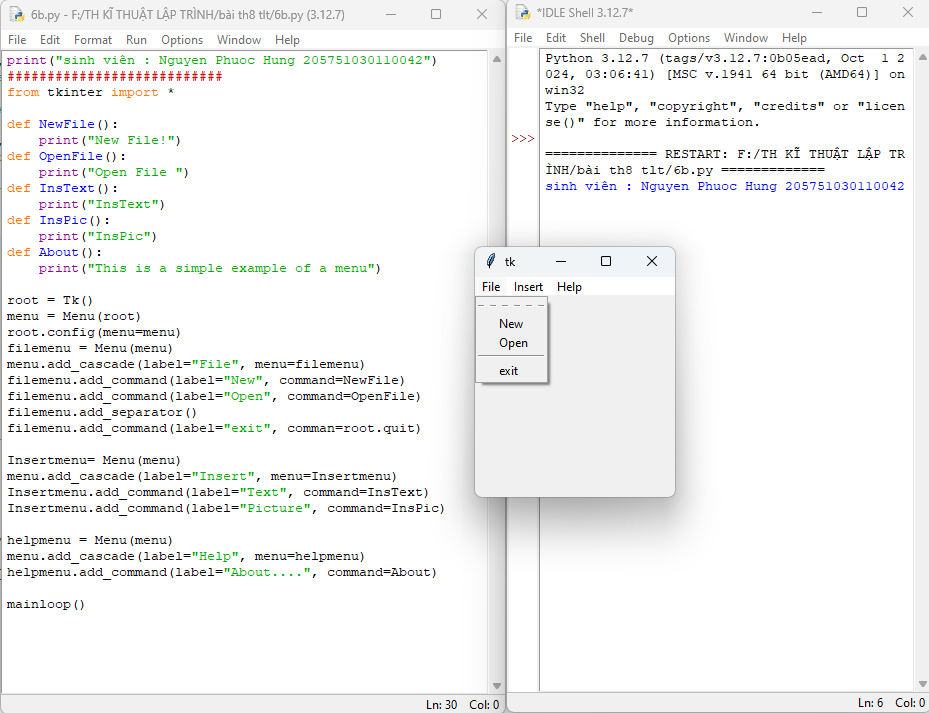 6b.py - F:/TH KĨ THUẬT LẬP TRÌNH/bài th8 tlt/6b.py (3.12.7)
File Edit Format Run Options Window Help
print("sinh viên : Nguyen Phuoc Hung 205751030110042")
###########################
from tkinter import *
def NewFile():
    print("New File!")
def OpenFile():
    print("Open File ")
def InsText():
    print("InsText")
def InsPic():
    print("InsPic")
def About():
    print("This is a simple example of a menu")
root = Tk()
menu = Menu(root)
root.config(menu=menu)
filemenu = Menu(menu)
menu.add_cascade(label="File", menu=filemenu)
filemenu.add_command(label="New", command=NewFile)
filemenu.add_command(label="Open", command=OpenFile)
filemenu.add_separator()
filemenu.add_command(label="exit", comman=root.quit)
Insertmenu= Menu(menu)
menu.add_cascade(label="Insert", menu=Insertmenu)
Insertmenu.add_command(label="Text", command=InsText)
Insertmenu.add_command(label="Picture", command=InsPic)
helpmenu = Menu(menu)
menu.add_cascade(label="Help", menu=helpmenu)
helpmenu.add_command(label="About....", command=About)
mainloop()
Ln: 30 Col: 0
*IDLE Shell 3.12.7*
File Edit Shell Debug Options Window Help
Python 3.12.7 (tags/v3.12.7:0b05ead, Oct  1 2
024, 03:06:41) [MSC v.1941 64 bit (AMD64)] on
win32
Type "help", "copyright", "credits" or "licen
se()" for more information.
>>>
============== RESTART: F:/TH KĨ THUẬT LẬP TR
ÌNH/bài th8 tlt/6b.py =============
sinh viên : Nguyen Phuoc Hung 205751030110042
tk
File Insert Help
New
Open
exit
Ln: 6 Col: 0